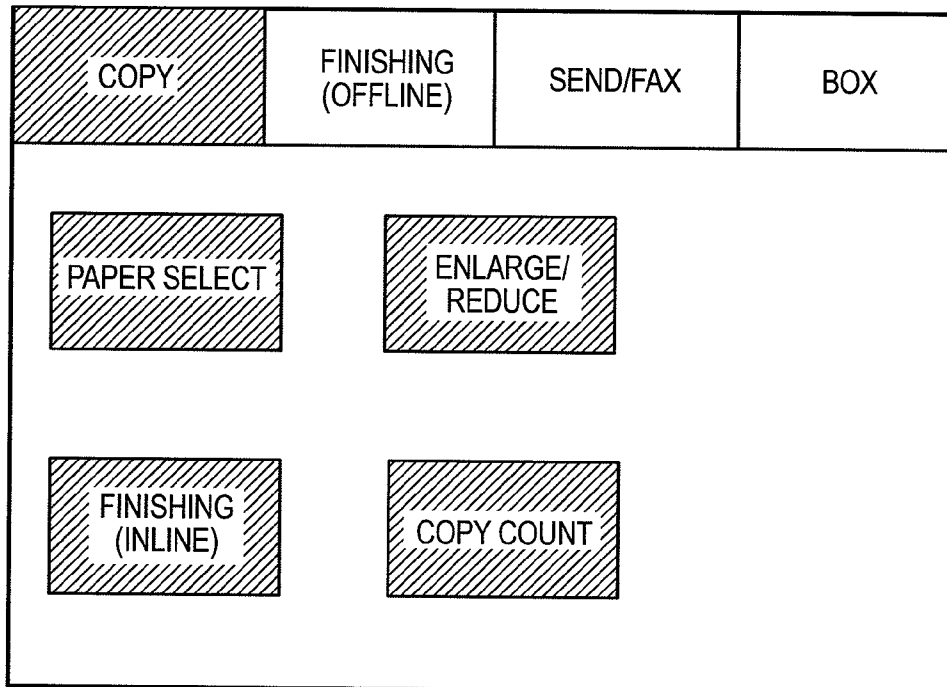 COPY
FINISHING
(OFFLINE)
SEND/FAX
BOX
PAPER SELECT
ENLARGE/
REDUCE
FINISHING
(INLINE)
COPY COUNT